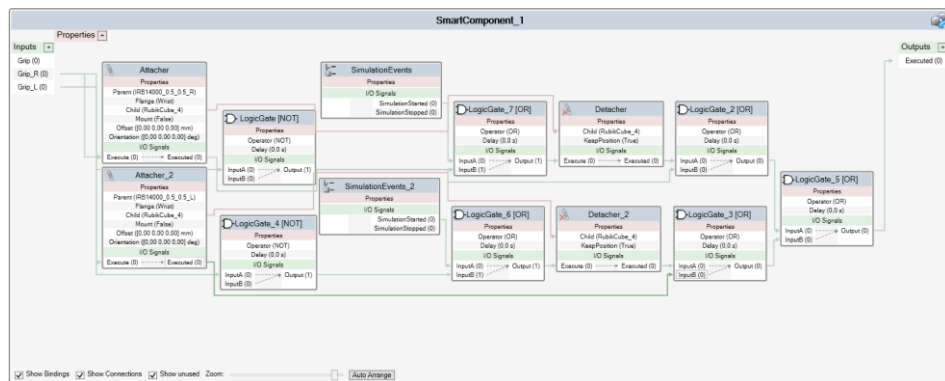 SmartComponent_1
Properties +
Inputs +
Grip (0)
Grip_R (0)
Grip_L (0)
Outputs +
Executed (0)
Attacher
Properties
Parent (IRB14000_0.5_0.5_R)
Flange (Wrist)
Child (RubikCube_4)
Mount (False)
Offset ([0,00 0,00 0,00] mm)
Orientation ([0,00 0,00 0,00] deg)
I/O Signals
Execute (0) Executed (0)
Attacher_2
Properties
Parent (IRB14000_0.5_0.5_L)
Flange (Wrist)
Child (RubikCube_4)
Mount (False)
Offset ([0,00 0,00 0,00] mm)
Orientation ([0,00 0,00 0,00] deg)
I/O Signals
Execute (0) Executed (0)
LogicGate [NOT]
Properties
Operator (NOT)
Delay (0,0 s)
I/O Signals
InputA (0) Output (1)
InputB (0)
LogicGate_4 [NOT]
Properties
Operator (NOT)
Delay (0,0 s)
I/O Signals
InputA (0) Output (1)
InputB (0)
SimulationEvents
Properties
I/O Signals
SimulationStarted (0)
SimulationStopped (0)
SimulationEvents_2
Properties
I/O Signals
SimulationStarted (0)
SimulationStopped (0)
LogicGate_7 [OR]
Properties
Operator (OR)
Delay (0,0 s)
I/O Signals
InputA (0) Output (1)
InputB (1)
LogicGate_6 [OR]
Properties
Operator (OR)
Delay (0,0 s)
I/O Signals
InputA (0) Output (1)
InputB (1)
Detacher
Properties
Child (RubikCube_4)
KeepPosition (True)
I/O Signals
Execute (0) Executed (0)
Detacher_2
Properties
Child (RubikCube_4)
KeepPosition (True)
I/O Signals
Execute (0) Executed (0)
LogicGate_2 [OR]
Properties
Operator (OR)
Delay (0,0 s)
I/O Signals
InputA (0) Output (0)
InputB (0)
LogicGate_3 [OR]
Properties
Operator (OR)
Delay (0,0 s)
I/O Signals
InputA (0) Output (0)
InputB (0)
LogicGate_5 [OR]
Properties
Operator (OR)
Delay (0,0 s)
I/O Signals
InputA (0) Output (0)
InputB (0)
Show Bindings Show Connections Show unused Zoom: Auto Arrange